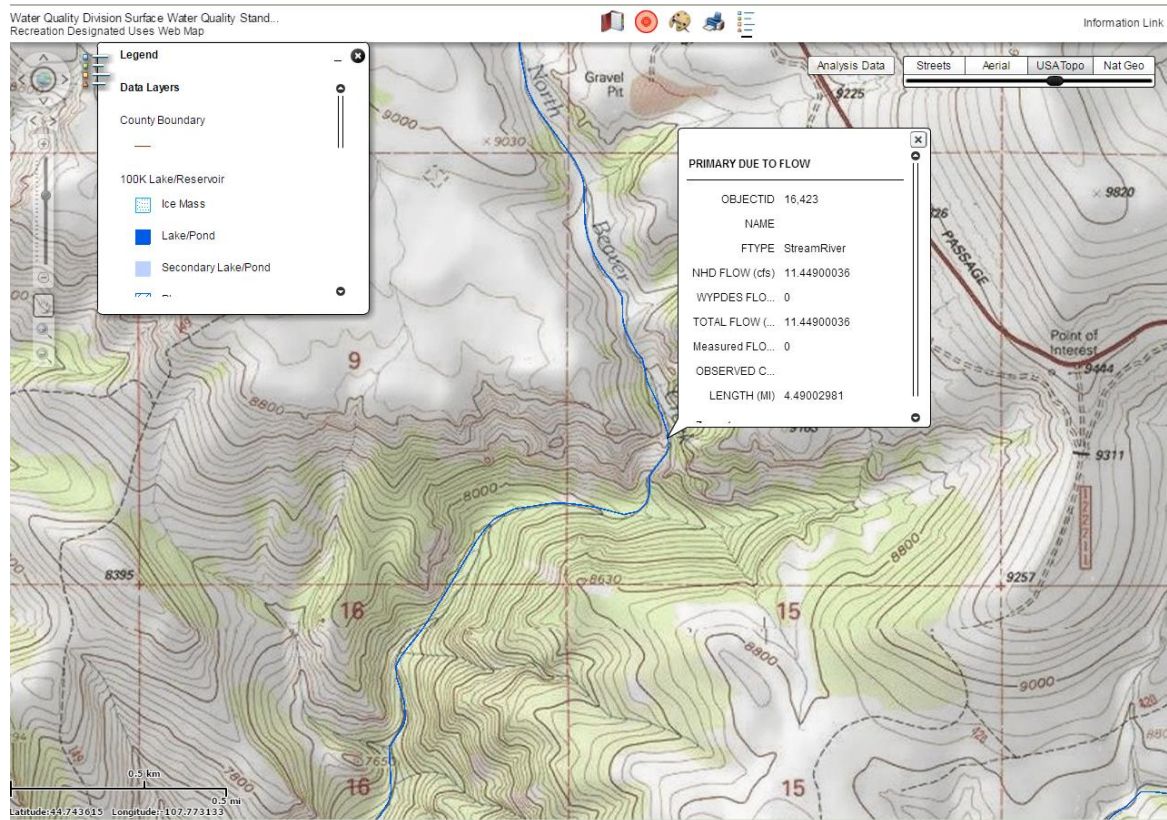 Water Quality Division Surface Water Quality Stand...
Recreation Designated Uses Web Map
Information Link
Legend
Data Layers
County Boundary
100K Lake/Reservoir
Ice Mass
Lake/Pond
Secondary Lake/Pond
Analysis Data
Streets
Aerial
USATopo
Nat Geo
PRIMARY DUE TO FLOW
OBJECTID 16,423
NAME
FTYPE StreamRiver
NHD FLOW (cfs) 11.44900036
WYPDES FLO... 0
TOTAL FLOW (... 11.44900036
Measured FLO... 0
OBSERVED C...
LENGTH (MI) 4.49002981
North
Beaver
Gravel
Pit
9225
9000
9030
9820
PASSAGE
Point of
Interest
9444
9
8800
9311
8000
8395
8630
8800
9257
16
15
8800
9000
420
420
149
7650
7800
16
15
0.5 km
0.5 mi
Latitude:44.743615 Longitude:-107.773133